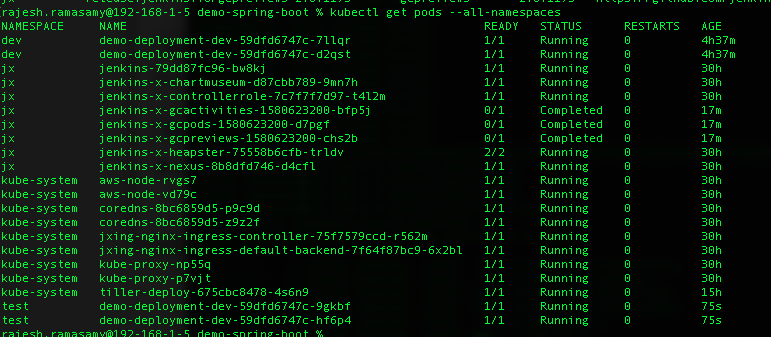 rajesh.ramasamy@192-168-1-5 demo-spring-boot % kubectl get pods --all-namespaces
NAMESPACE NAME READY STATUS RESTARTS AGE
dev demo-deployment-dev-59dfd6747c-7llqr 1/1 Running 0 4h37m
dev demo-deployment-dev-59dfd6747c-d2qst 1/1 Running 0 4h37m
jx jenkins-79dd87fc96-bw8kj 1/1 Running 0 30h
jx jenkins-x-chartmuseum-d87cbb789-9mn7h 1/1 Running 0 30h
jx jenkins-x-controllerrole-7c7f7f7d97-t4l2m 1/1 Running 0 30h
jx jenkins-x-gcactivities-1580623200-bfp5j 0/1 Completed 0 17m
jx jenkins-x-gcpods-1580623200-d7pgf 0/1 Completed 0 17m
jx jenkins-x-gcpreviews-1580623200-chs2b 0/1 Completed 0 17m
jx jenkins-x-heapster-75558b6cfb-trldv 2/2 Running 0 30h
jx jenkins-x-nexus-8b8dfd746-d4cfl 1/1 Running 0 30h
kube-system aws-node-rvgs7 1/1 Running 0 30h
kube-system aws-node-vd79c 1/1 Running 0 30h
kube-system coredns-8bc6859d5-p9c9d 1/1 Running 0 30h
kube-system coredns-8bc6859d5-z9z2f 1/1 Running 0 30h
kube-system jxing-nginx-ingress-controller-75f7579ccd-r562m 1/1 Running 0 30h
kube-system jxing-nginx-ingress-default-backend-7f64f87bc9-6x2bl 1/1 Running 0 30h
kube-system kube-proxy-np55q 1/1 Running 0 30h
kube-system kube-proxy-p7vjt 1/1 Running 0 30h
kube-system tiller-deploy-675cbc8478-4s6n9 1/1 Running 0 15h
test demo-deployment-dev-59dfd6747c-9gkbf 1/1 Running 0 75s
test demo-deployment-dev-59dfd6747c-hf6p4 1/1 Running 0 75s
rajesh.ramasamy@192-168-1-5 demo-spring-boot %